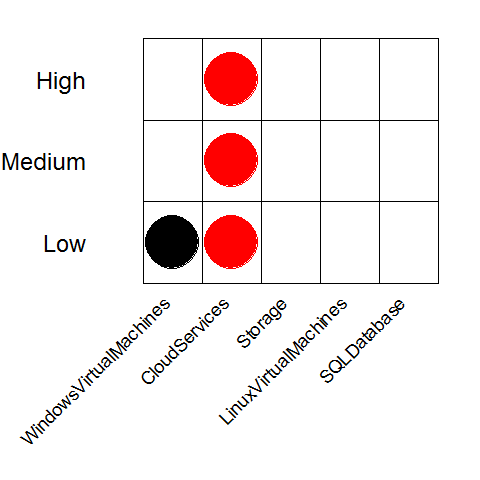 High
Medium
Low
WindowsVirtualMachines
CloudServices
Storage
LinuxVirtualMachines
SQLDatabase